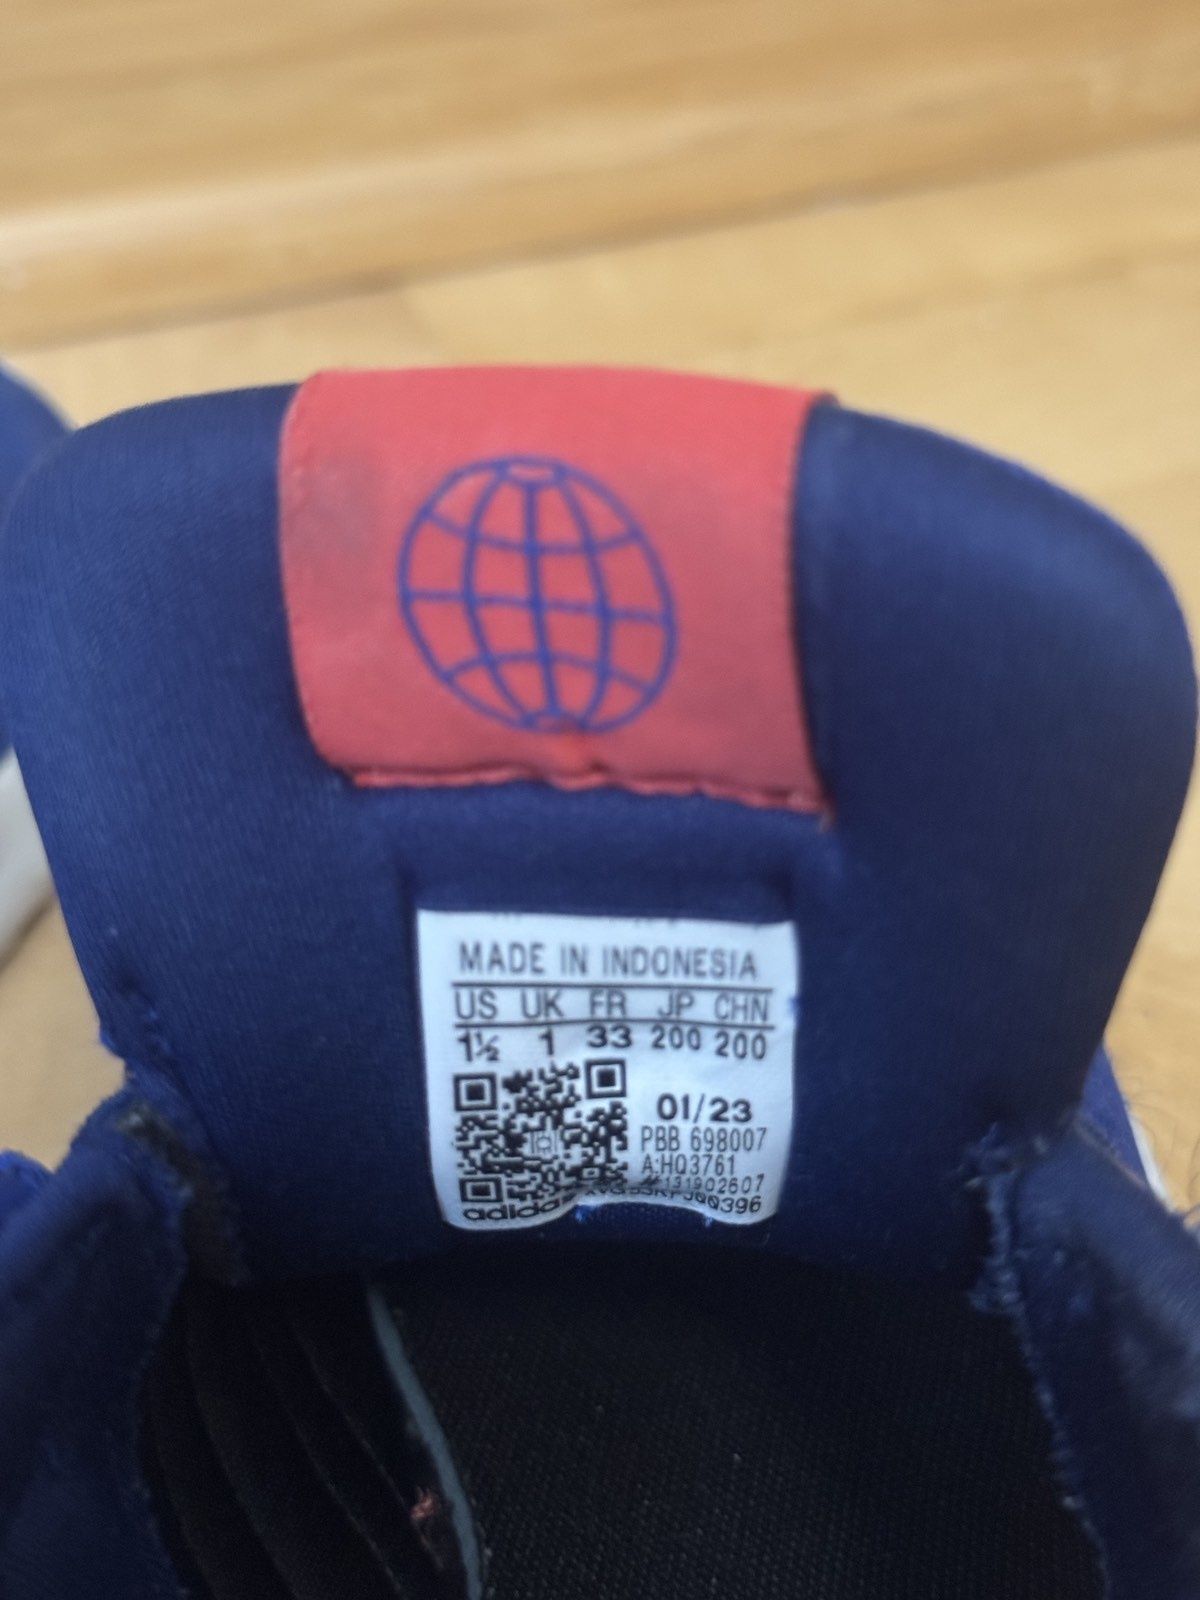 MADE IN INDONESIA
US UK FR JP CHN
1½ 1 33 200 200
01/23
PBB 698007
A:HQ3761
#131902607
adidas